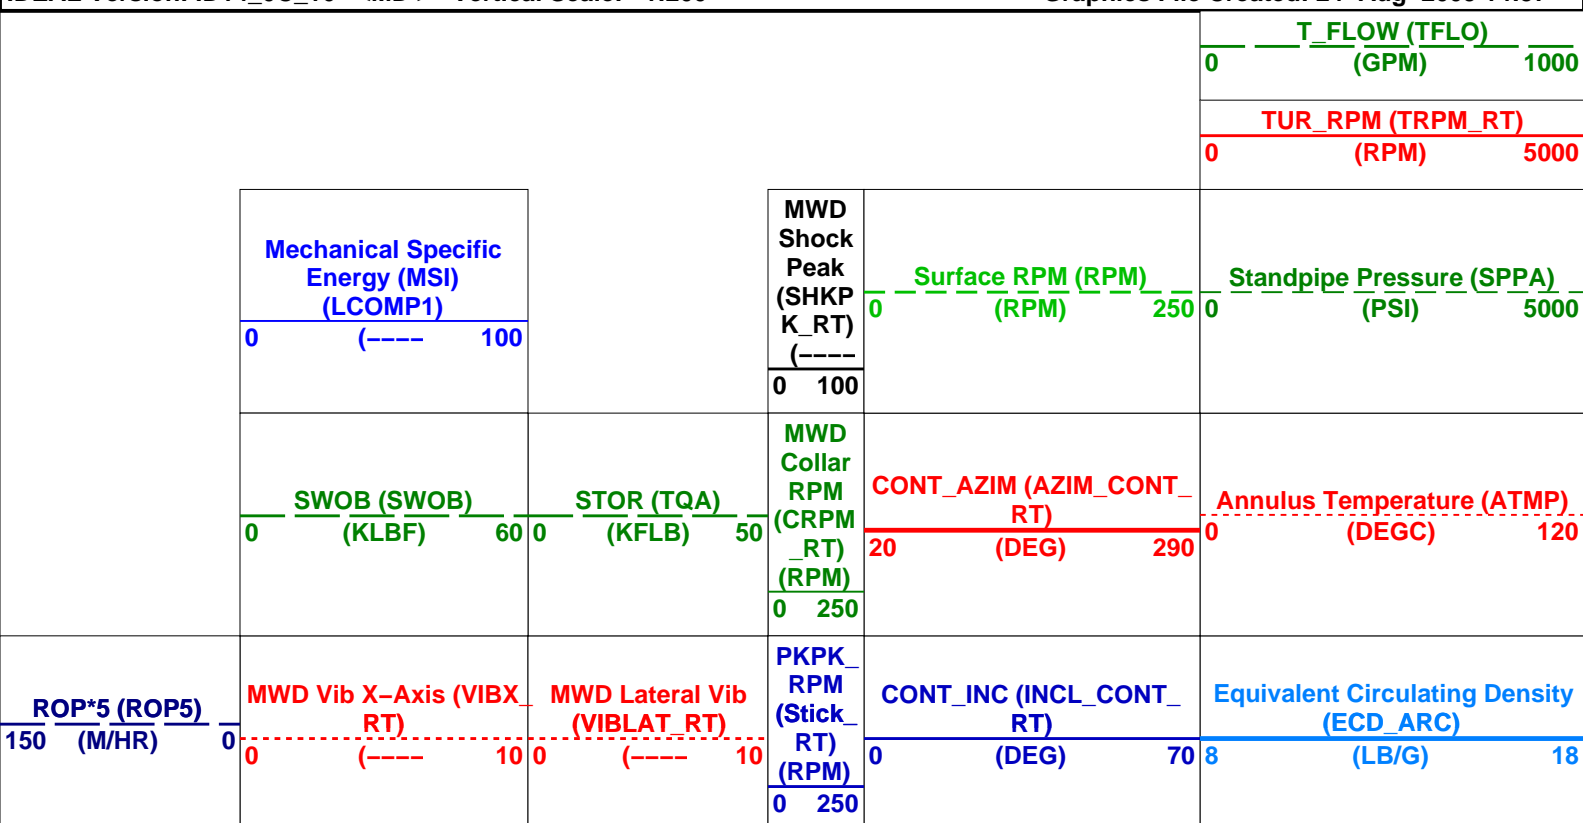 T_FLOW (TFLO)
0 (GPM) 1000
TUR_RPM (TRPM_RT)
0 (RPM) 5000
Mechanical Specific
Energy (MSI)
(LCOMP1)
0 (---- 100
MWD
Shock
Peak
(SHKP
K_RT)
(----
0 100
Surface RPM (RPM)
0 (RPM) 250
Standpipe Pressure (SPPA)
0 (PSI) 5000
SWOB (SWOB)
0 (KLBF) 60
STOR (TQA)
0 (KFLB) 50
MWD
Collar
RPM
(CRPM
_RT)
(RPM)
0 250
CONT_AZIM (AZIM_CONT_
RT)
20 (DEG) 290
Annulus Temperature (ATMP)
0 (DEGC) 120
ROP*5 (ROP5)
150 (M/HR) 0
MWD Vib X-Axis (VIBX_
RT)
0 (---- 10
MWD Lateral Vib
(VIBLAT_RT)
0 (---- 10
PKPK_
RPM
(Stick_
RT)
(RPM)
0 250
CONT_INC (INCL_CONT_
RT)
0 (DEG) 70
Equivalent Circulating Density
(ECD_ARC)
8 (LB/G) 18